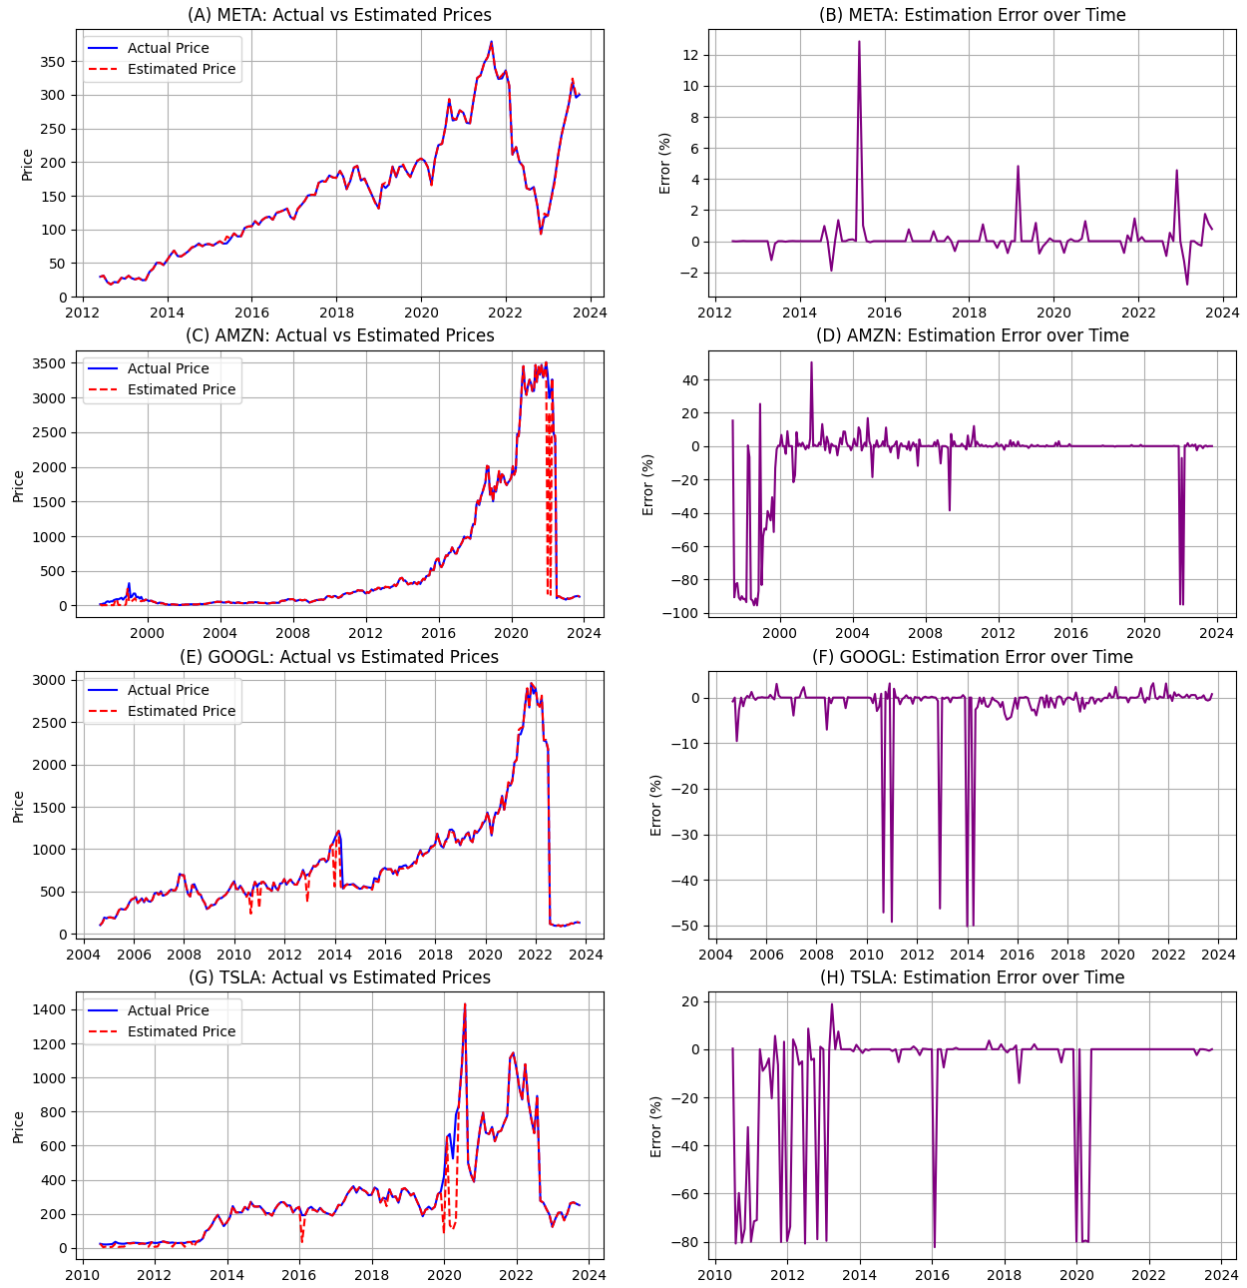 (A) META: Actual vs Estimated Prices
Price
350
300
250
200
150
100
50
0
Actual Price
Estimated Price
2012 2014 2016 2018 2020 2022 2024
(B) META: Estimation Error over Time
Error (%)
12
10
8
6
4
2
0
−2
2012 2014 2016 2018 2020 2022 2024
(C) AMZN: Actual vs Estimated Prices
Price
3500
3000
2500
2000
1500
1000
500
0
Actual Price
Estimated Price
2000 2004 2008 2012 2016 2020 2024
(D) AMZN: Estimation Error over Time
Error (%)
40
20
0
−20
−40
−60
−80
−100
2000 2004 2008 2012 2016 2020 2024
(E) GOOGL: Actual vs Estimated Prices
Price
3000
2500
2000
1500
1000
500
0
Actual Price
Estimated Price
2004 2006 2008 2010 2012 2014 2016 2018 2020 2022 2024
(F) GOOGL: Estimation Error over Time
Error (%)
0
−10
−20
−30
−40
−50
2004 2006 2008 2010 2012 2014 2016 2018 2020 2022 2024
(G) TSLA: Actual vs Estimated Prices
Price
1400
1200
1000
800
600
400
200
0
Actual Price
Estimated Price
2010 2012 2014 2016 2018 2020 2022 2024
(H) TSLA: Estimation Error over Time
Error (%)
20
0
−20
−40
−60
−80
2010 2012 2014 2016 2018 2020 2022 2024